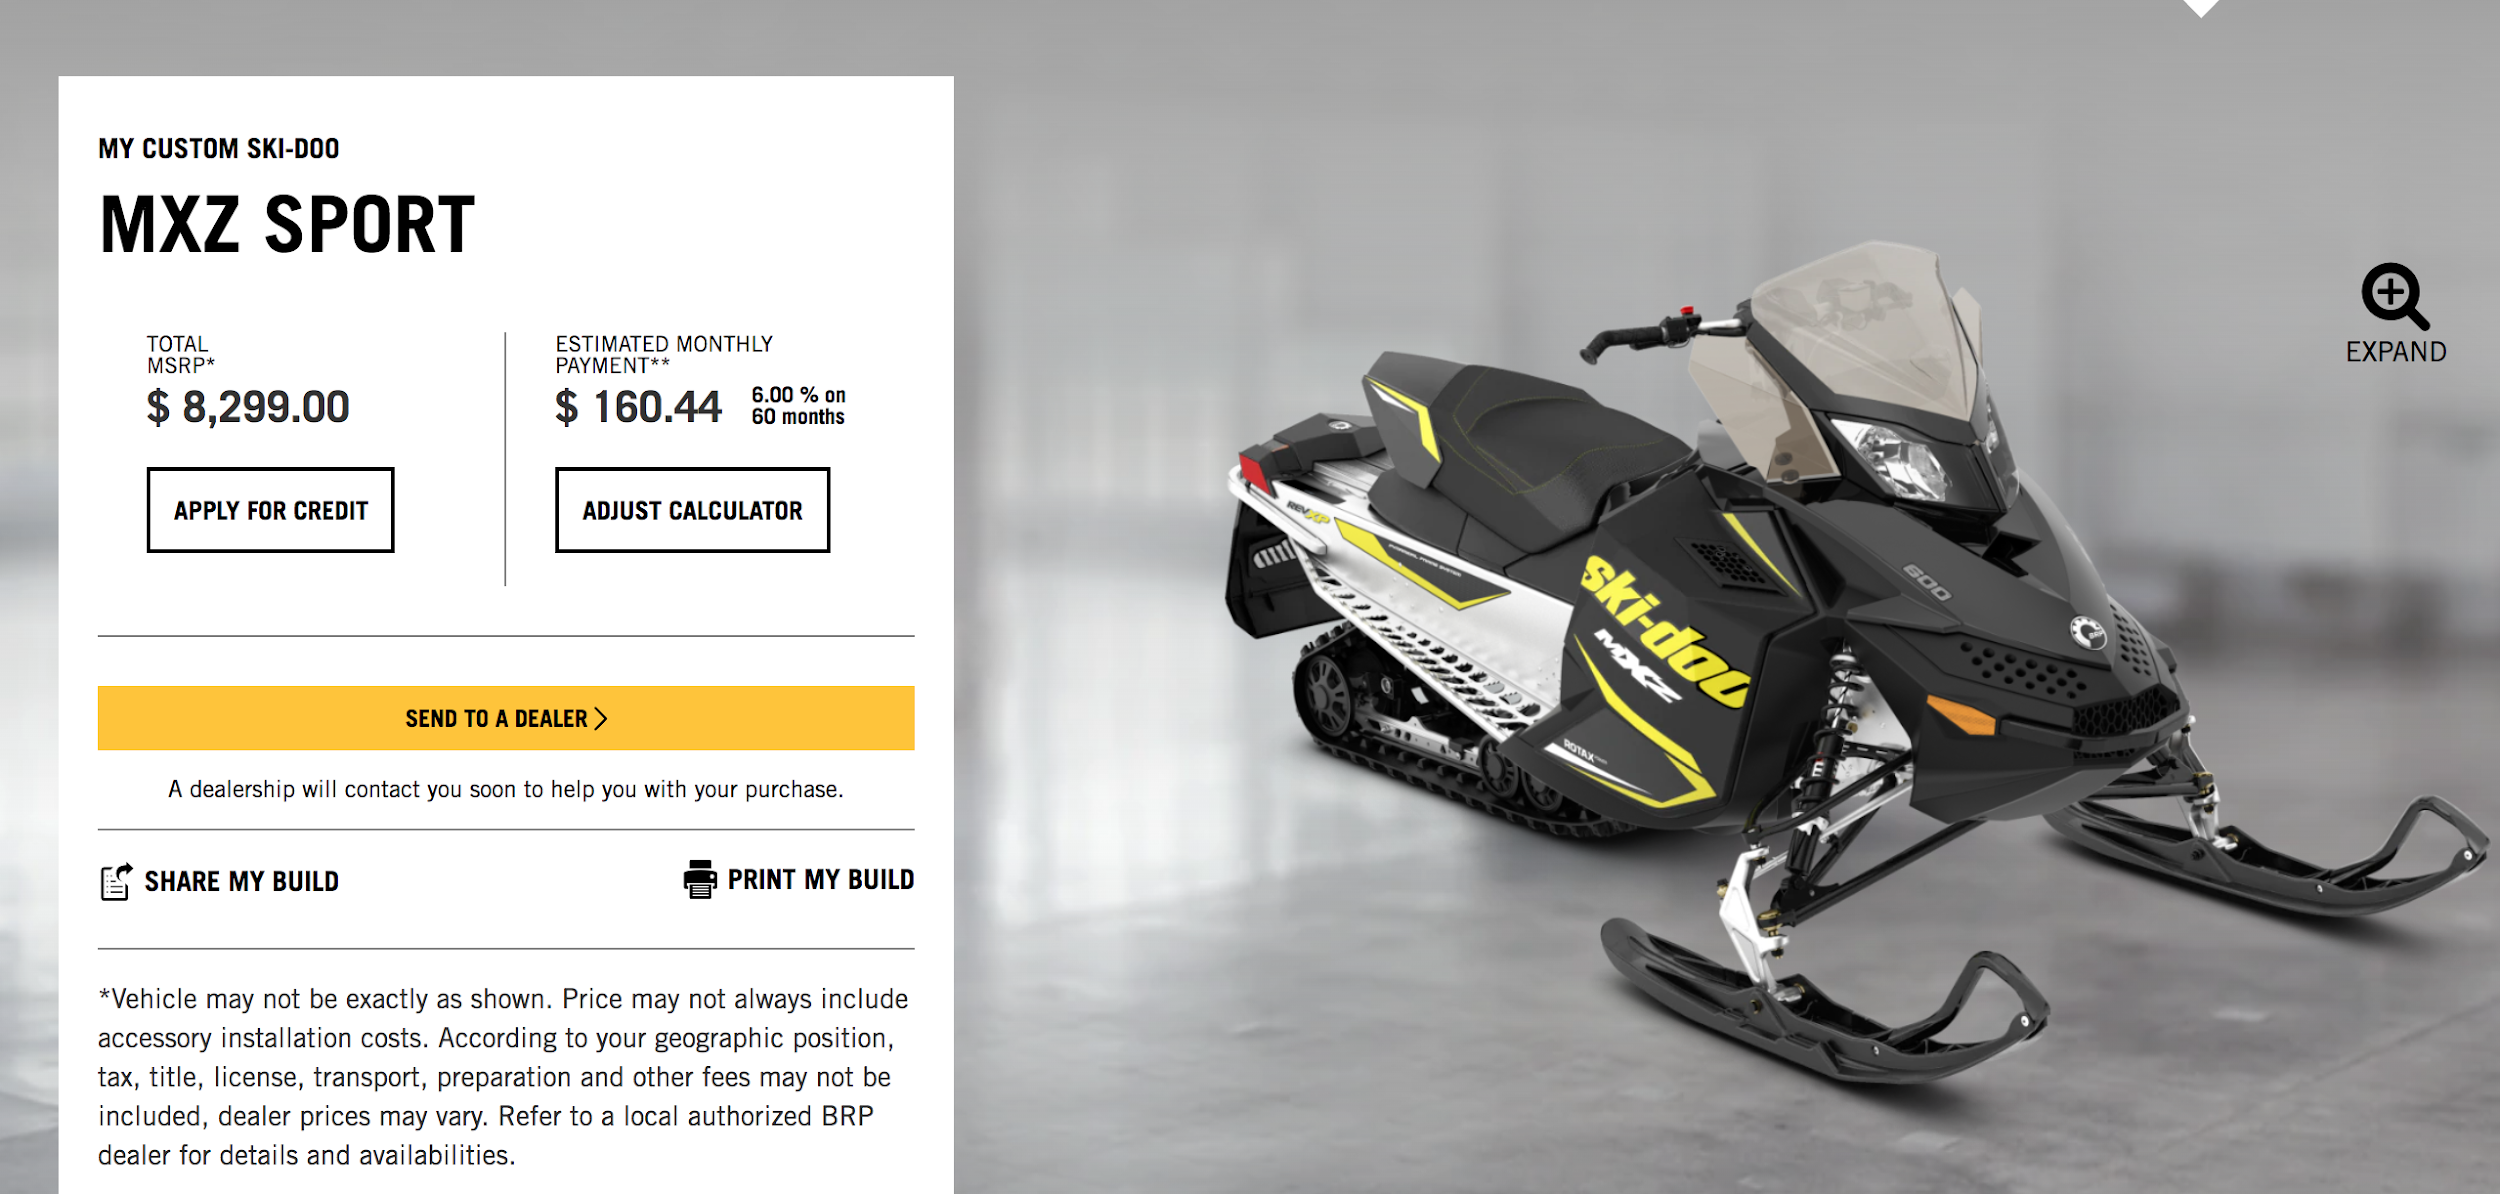 MY CUSTOM SKI-DOO
MXZ SPORT
TOTAL
MSRP*
$ 8,299.00
APPLY FOR CREDIT
ESTIMATED MONTHLY
PAYMENT**
$ 160.44
6.00 % on
60 months
ADJUST CALCULATOR
SEND TO A DEALER
A dealership will contact you soon to help you with your purchase.
SHARE MY BUILD
PRINT MY BUILD
*Vehicle may not be exactly as shown. Price may not always include
accessory installation costs. According to your geographic position,
tax, title, license, transport, preparation and other fees may not be
included, dealer prices may vary. Refer to a local authorized BRP
dealer for details and availabilities.
EXPAND
REV-XP
ski-doo
MXZ
ROTAX
600
BRP